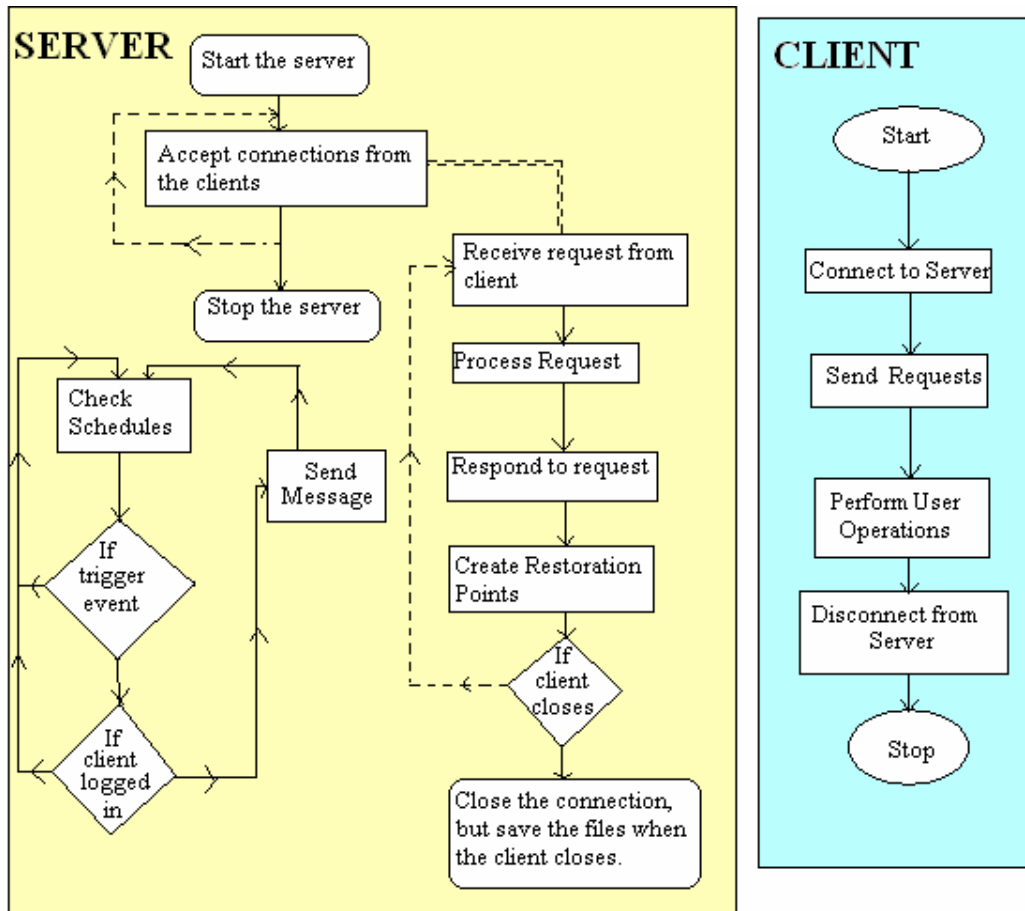 SERVER
Start the server
Accept connections from
the clients
Stop the server
Receive request from
client
Process Request
Respond to request
Create Restoration
Points
If
client
closes
Close the connection,
but save the files when
the client closes.
Check
Schedules
Send
Message
If
trigger
event
If
client
logged
in
CLIENT
Start
Connect to Server
Send Requests
Perform User
Operations
Disconnect from
Server
Stop